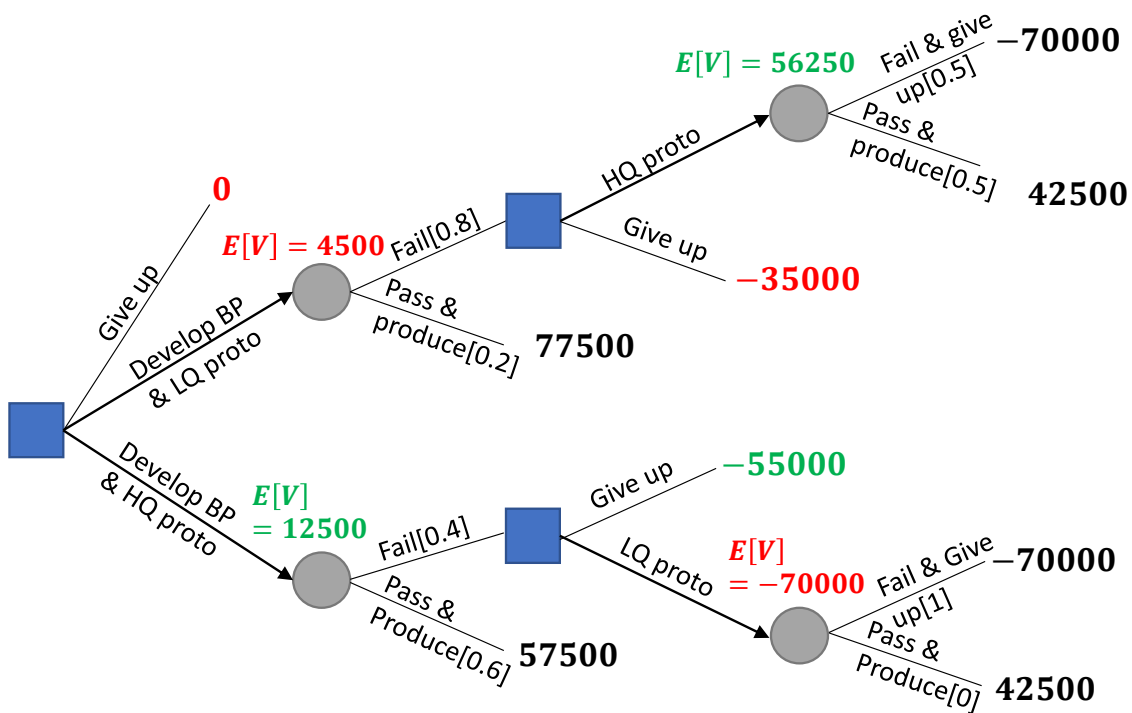 Fail & give
up[0.5]
−70000
E[V] = 56250
Pass &
produce[0.5]
42500
HQ proto
0
Give up
E[V] = 4500
Fail[0.8]
Give up
−35000
Pass &
produce[0.2]
77500
Develop BP
& LQ proto
Develop BP
& HQ proto
E[V]
= 12500
Fail[0.4]
Give up
−55000
LQ proto
E[V]
= −70000
Fail & Give
up[1]
−70000
Pass &
Produce[0.6]
57500
Pass &
Produce[0]
42500